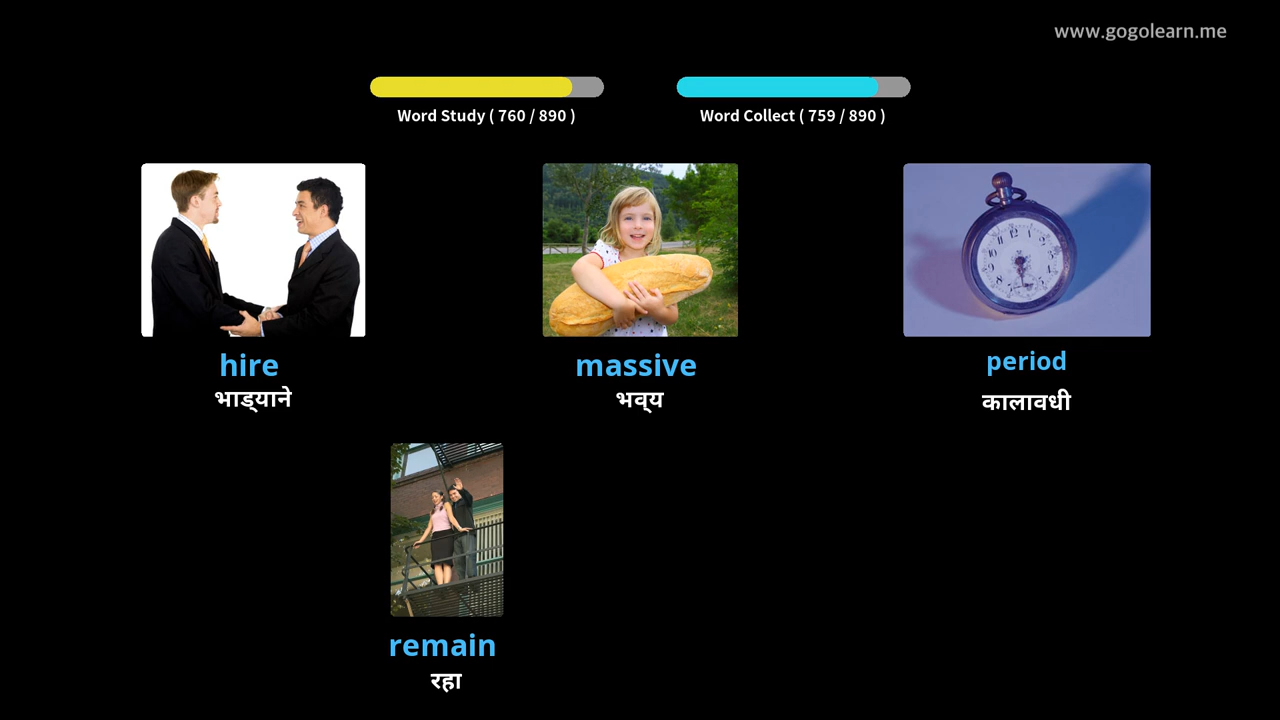 www.gogolearn.me
Word Study ( 760 / 890 )
Word Collect ( 759 / 890 )
hire
भाड्याने
massive
भव्य
period
कालावधी
remain
रहा